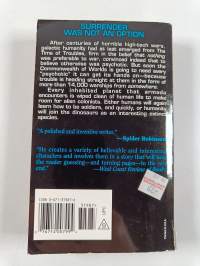 SURRENDER
WAS NOT AN OPTION
After centuries of horrible high-tech wars,
galactic humanity had at last emerged from The
Time of Troubles, firm in the belief that anything
was preferable to war, convinced indeed that to
believe otherwise was psychotic. But soon the
Commonwealth of Worlds is going to need every
"psychotic" it can get its hands on—because
trouble is heading straight at them in the form of
more than 14,000 warships from somewhere.
Every inhabited planet that armada
encounters is wiped clean of human life to make
room for alien colonists. Either humans will again
learn how to be soldiers, and quickly, or humanity
will join the dinosaurs as an interesting extinct
species.
"A polished and inventive writer."
—Spider Robinson
"He creates a variety of believable and interesting
characters and involves them in a story that will keep
the reader guessing—and turning pages—to the very
end."
—West Coast Review of Books